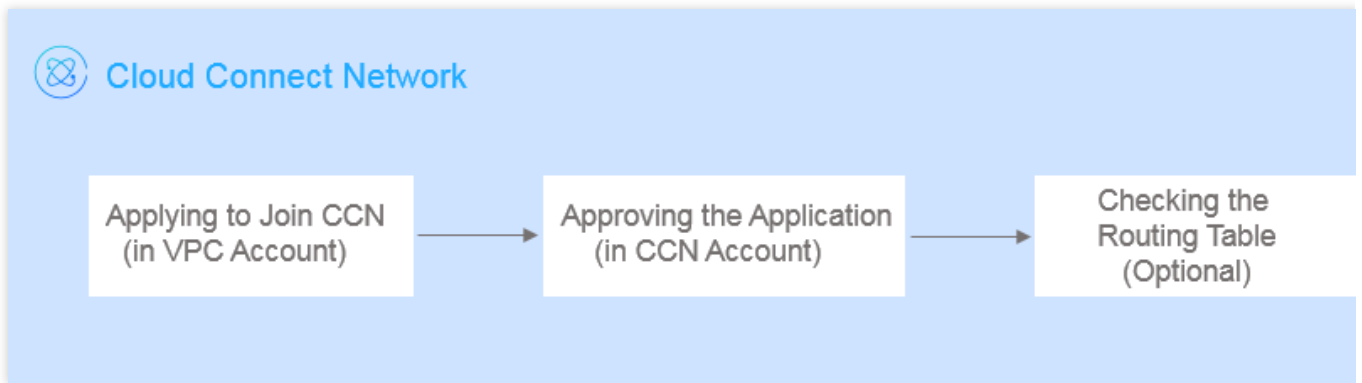 Cloud Connect Network
Applying to Join CCN
(in VPC Account)
Approving the Application
(in CCN Account)
Checking the
Routing Table
(Optional)